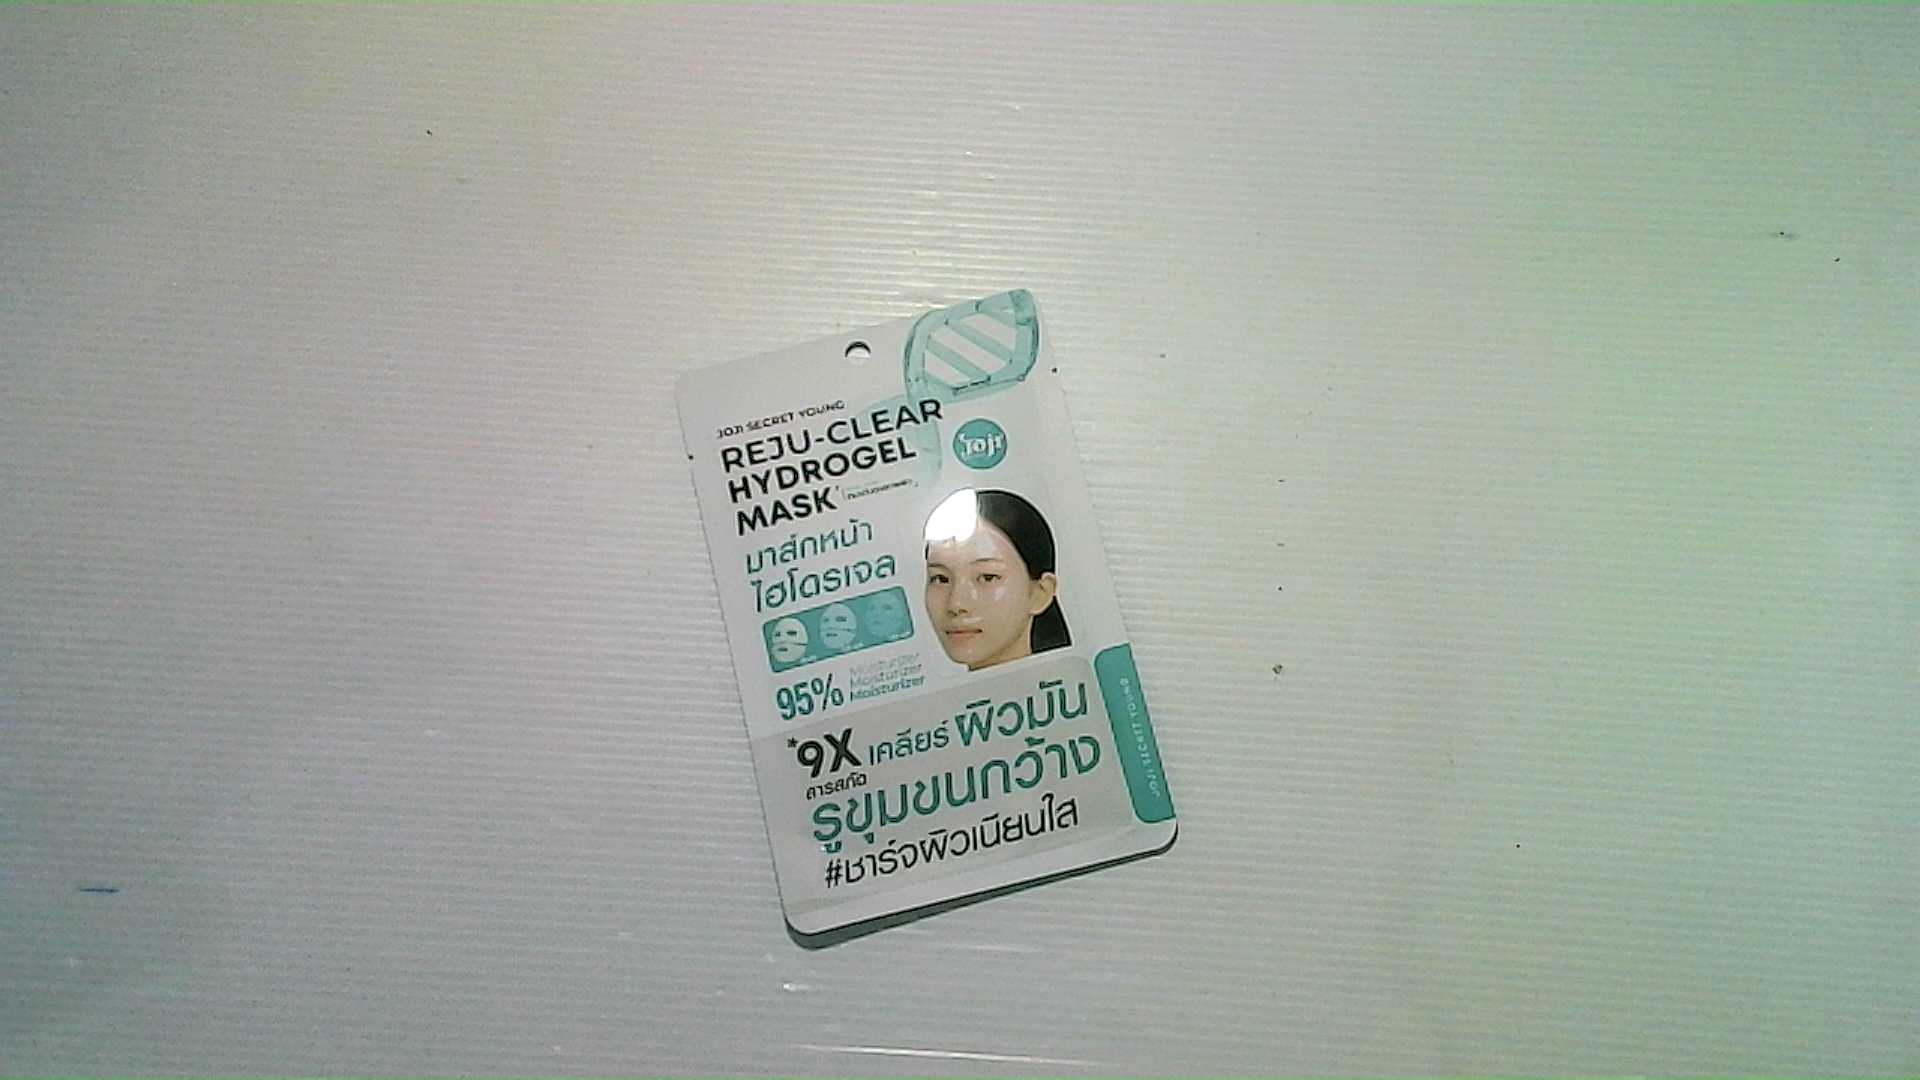 JOJI SECRET YOUNG
REJU-CLEAR
HYDROGEL
MASK
Joji
มาส์กหน้า
ไฮโดรเจล
95% Moisturizer
Moisturizer
Moisturizer
*9X เคลียร์ ผิวมัน
สารสกัด
รูขุมขนกว้าง
#ชาร์จผิวเนียนใส
JOJI SECRET YOUNG